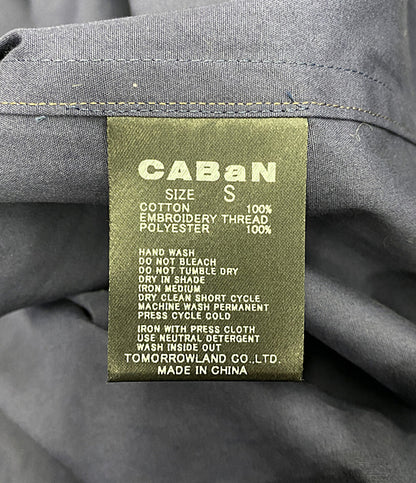 CABaN
SIZE S
COTTON 100%
EMBROIDERY THREAD
POLYESTER 100%
HAND WASH
DO NOT BLEACH
DO NOT TUMBLE DRY
DRY IN SHADE
IRON MEDIUM
DRY CLEAN SHORT CYCLE
MACHINE WASH PERMANENT
PRESS CYCLE COLD
IRON WITH PRESS CLOTH
USE NEUTRAL DETERGENT
WASH INSIDE OUT
TOMORROWLAND CO.,LTD.
MADE IN CHINA